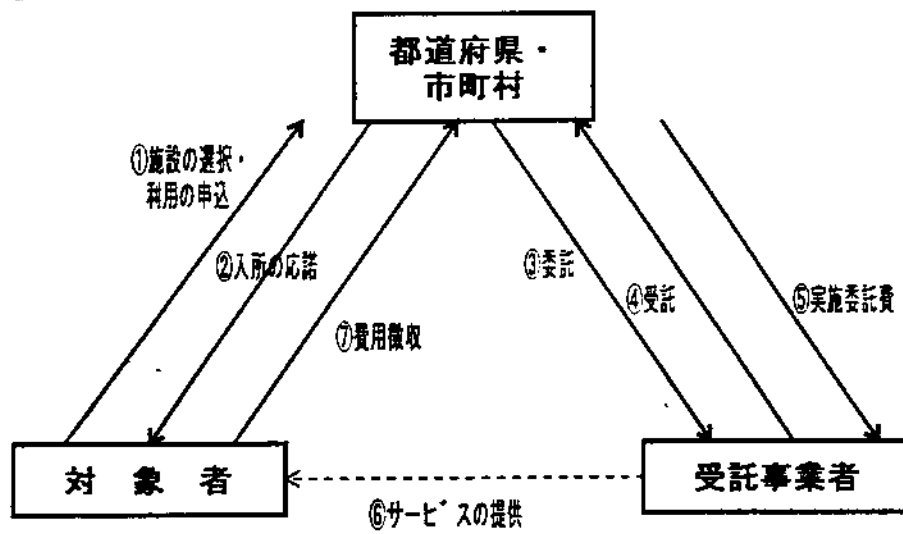 都道府県・
市町村
①施設の選択・
利用の申込
②入所の応諾
③委託
④受託
⑤実施委託費
⑦費用徴収
対象者
受託事業者
⑥サービスの提供